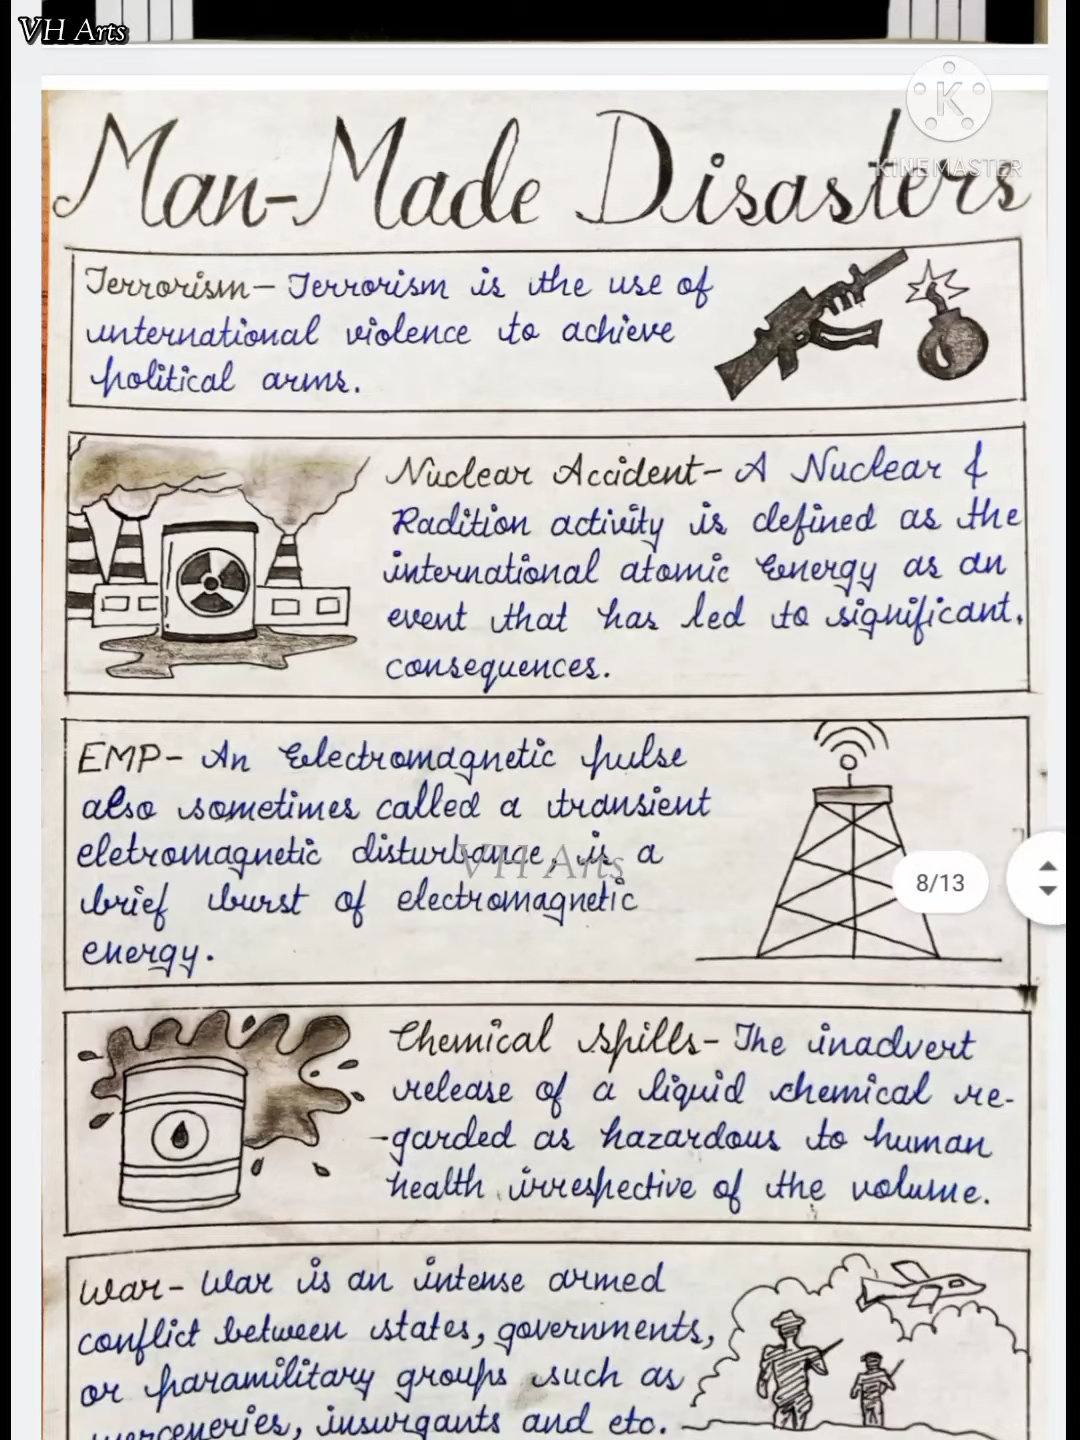 VH Arts
KINEMASTER
Man-Made Disasters
Terrorism- Terrorism is the use of
international violence to achieve
political arms.
Nuclear Accident- A Nuclear &
Radition activity is defined as the
international atomic Energy as an
event that has led to significant.
consequences.
EMP- An Electromagnetic pulse
also sometimes called a transient
eletromagnetic disturbance, is a
brief burst of electromagnetic
energy.
VH Arts
8/13
Chemical Spills- The inadvert
release of a liquid chemical re-
-garded as hazardous to human
health, irrespective of the volume.
War- War is an intense armed
conflict between states, governments,
or paramilitary groups such as
merceneries, insurgants and etc.